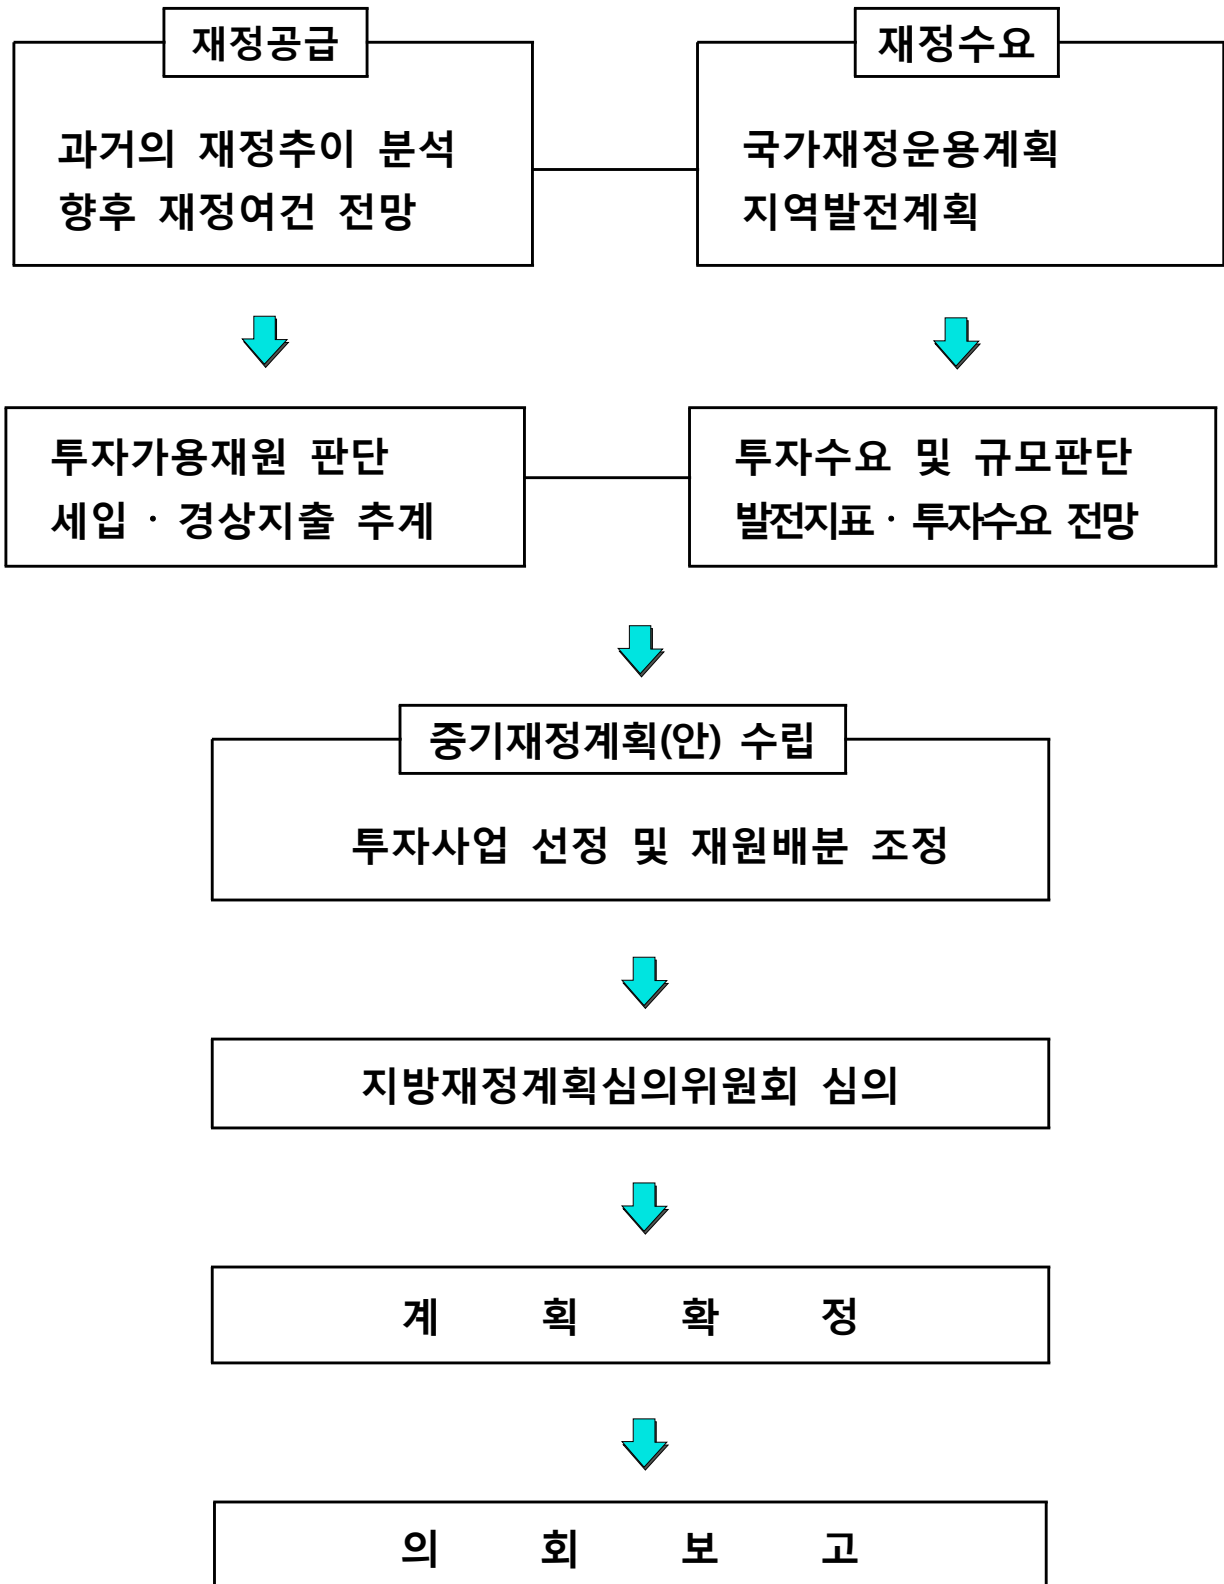 재정공급
과거의 재정추이 분석
향후 재정여건 전망
재정수요
국가재정운용계획
지역발전계획
투자가용재원 판단
세입 · 경상지출 추계
투자수요 및 규모판단
발전지표 · 투자수요 전망
중기재정계획(안) 수립
투자사업 선정 및 재원배분 조정
지방재정계획심의위원회 심의
계 획 확 정
의 회 보 고